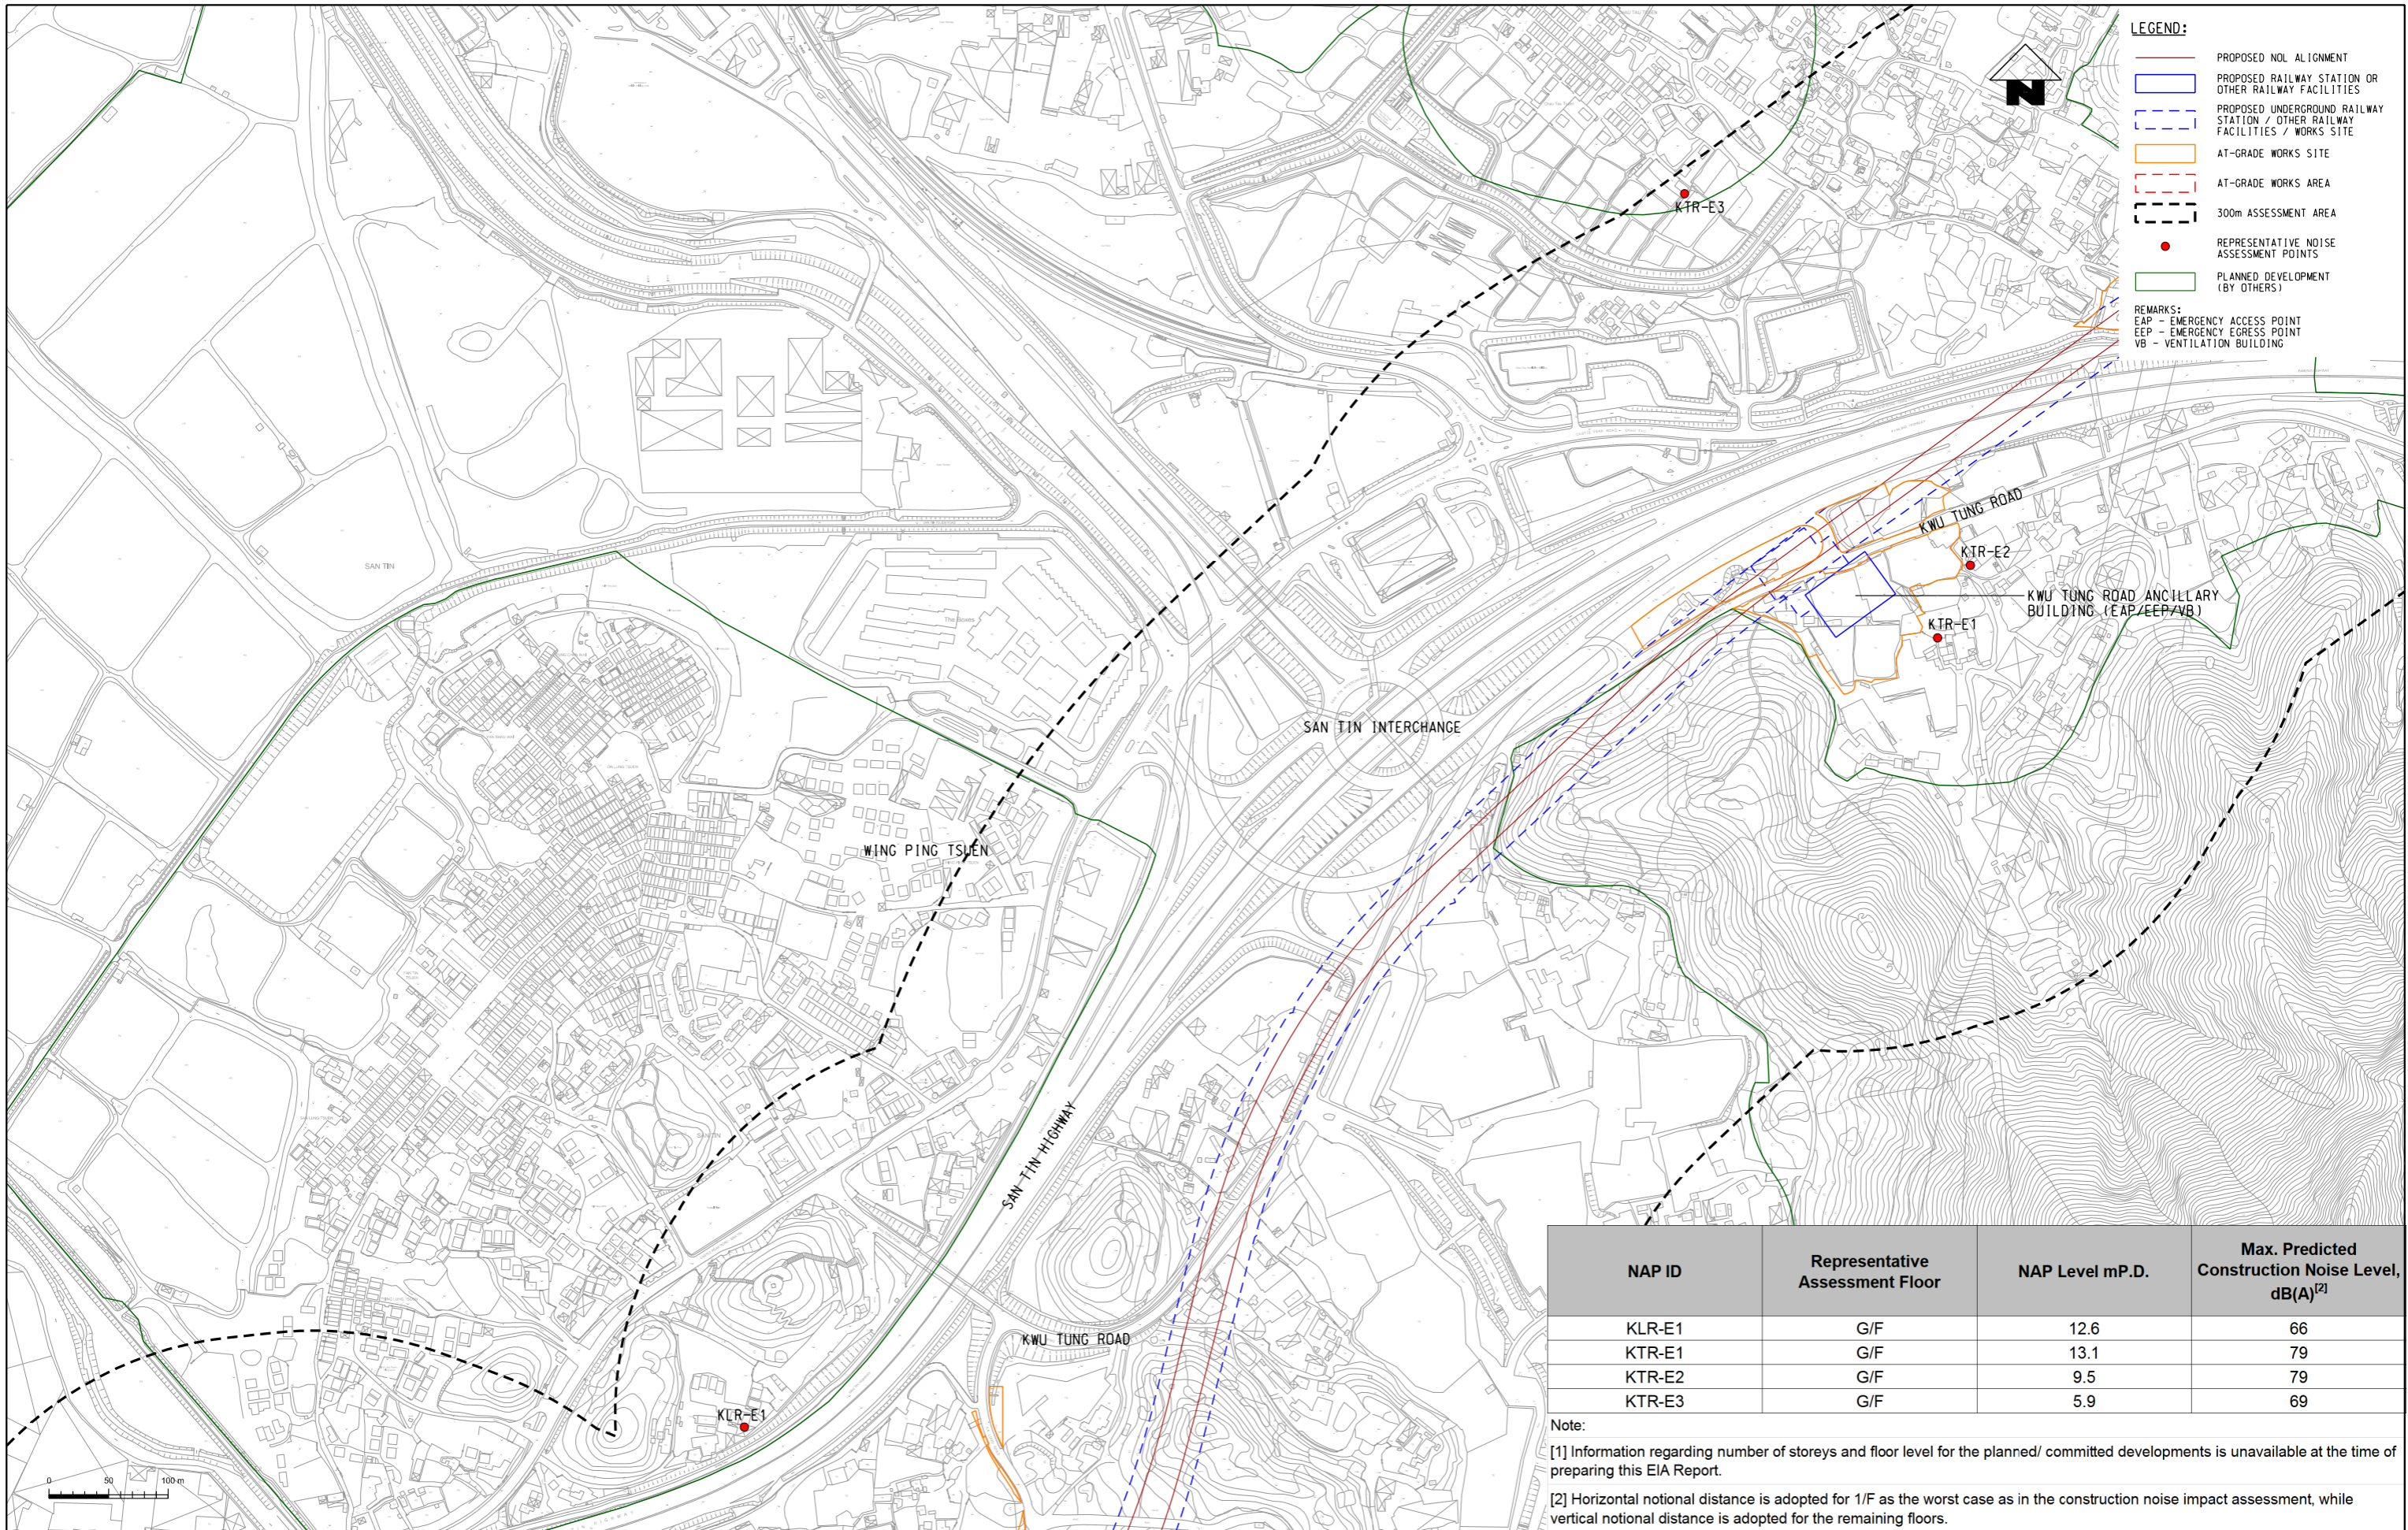 LEGEND:
PROPOSED NOL ALIGNMENT
PROPOSED RAILWAY STATION OR
OTHER RAILWAY FACILITIES
PROPOSED UNDERGROUND RAILWAY
STATION / OTHER RAILWAY
FACILITIES / WORKS SITE
AT-GRADE WORKS SITE
AT-GRADE WORKS AREA
300m ASSESSMENT AREA
REPRESENTATIVE NOISE
ASSESSMENT POINTS
PLANNED DEVELOPMENT
(BY OTHERS)
REMARKS:
EAP - EMERGENCY ACCESS POINT
EEP - EMERGENCY EGRESS POINT
VB - VENTILATION BUILDING
N
KTR-E3
KWU TUNG ROAD
KTR-E2
KWU TUNG ROAD ANCILLARY
BUILDING (EAP/EEP/VB)
KTR-E1
SAN TIN
The Boxes
SAN TIN INTERCHANGE
WING PING TSUEN
SAN TIN
SAN TIN HIGHWAY
KWU TUNG ROAD
KLR-E1
0 50 100 m
NAP ID Representative Assessment Floor NAP Level mP.D. Max. Predicted Construction Noise Level, dB(A)[2]
KLR-E1 G/F 12.6 66
KTR-E1 G/F 13.1 79
KTR-E2 G/F 9.5 79
KTR-E3 G/F 5.9 69
Note:
[1] Information regarding number of storeys and floor level for the planned/ committed developments is unavailable at the time of
preparing this EIA Report.
[2] Horizontal notional distance is adopted for 1/F as the worst case as in the construction noise impact assessment, while
vertical notional distance is adopted for the remaining floors.